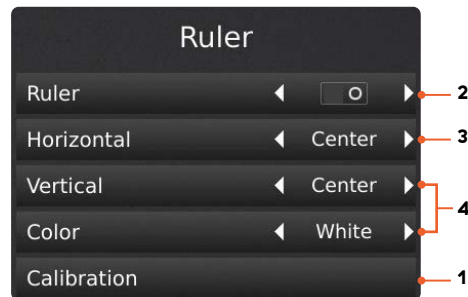 Ruler
Ruler 2
Horizontal Center 3
Vertical Center
4
Color White
Calibration 1